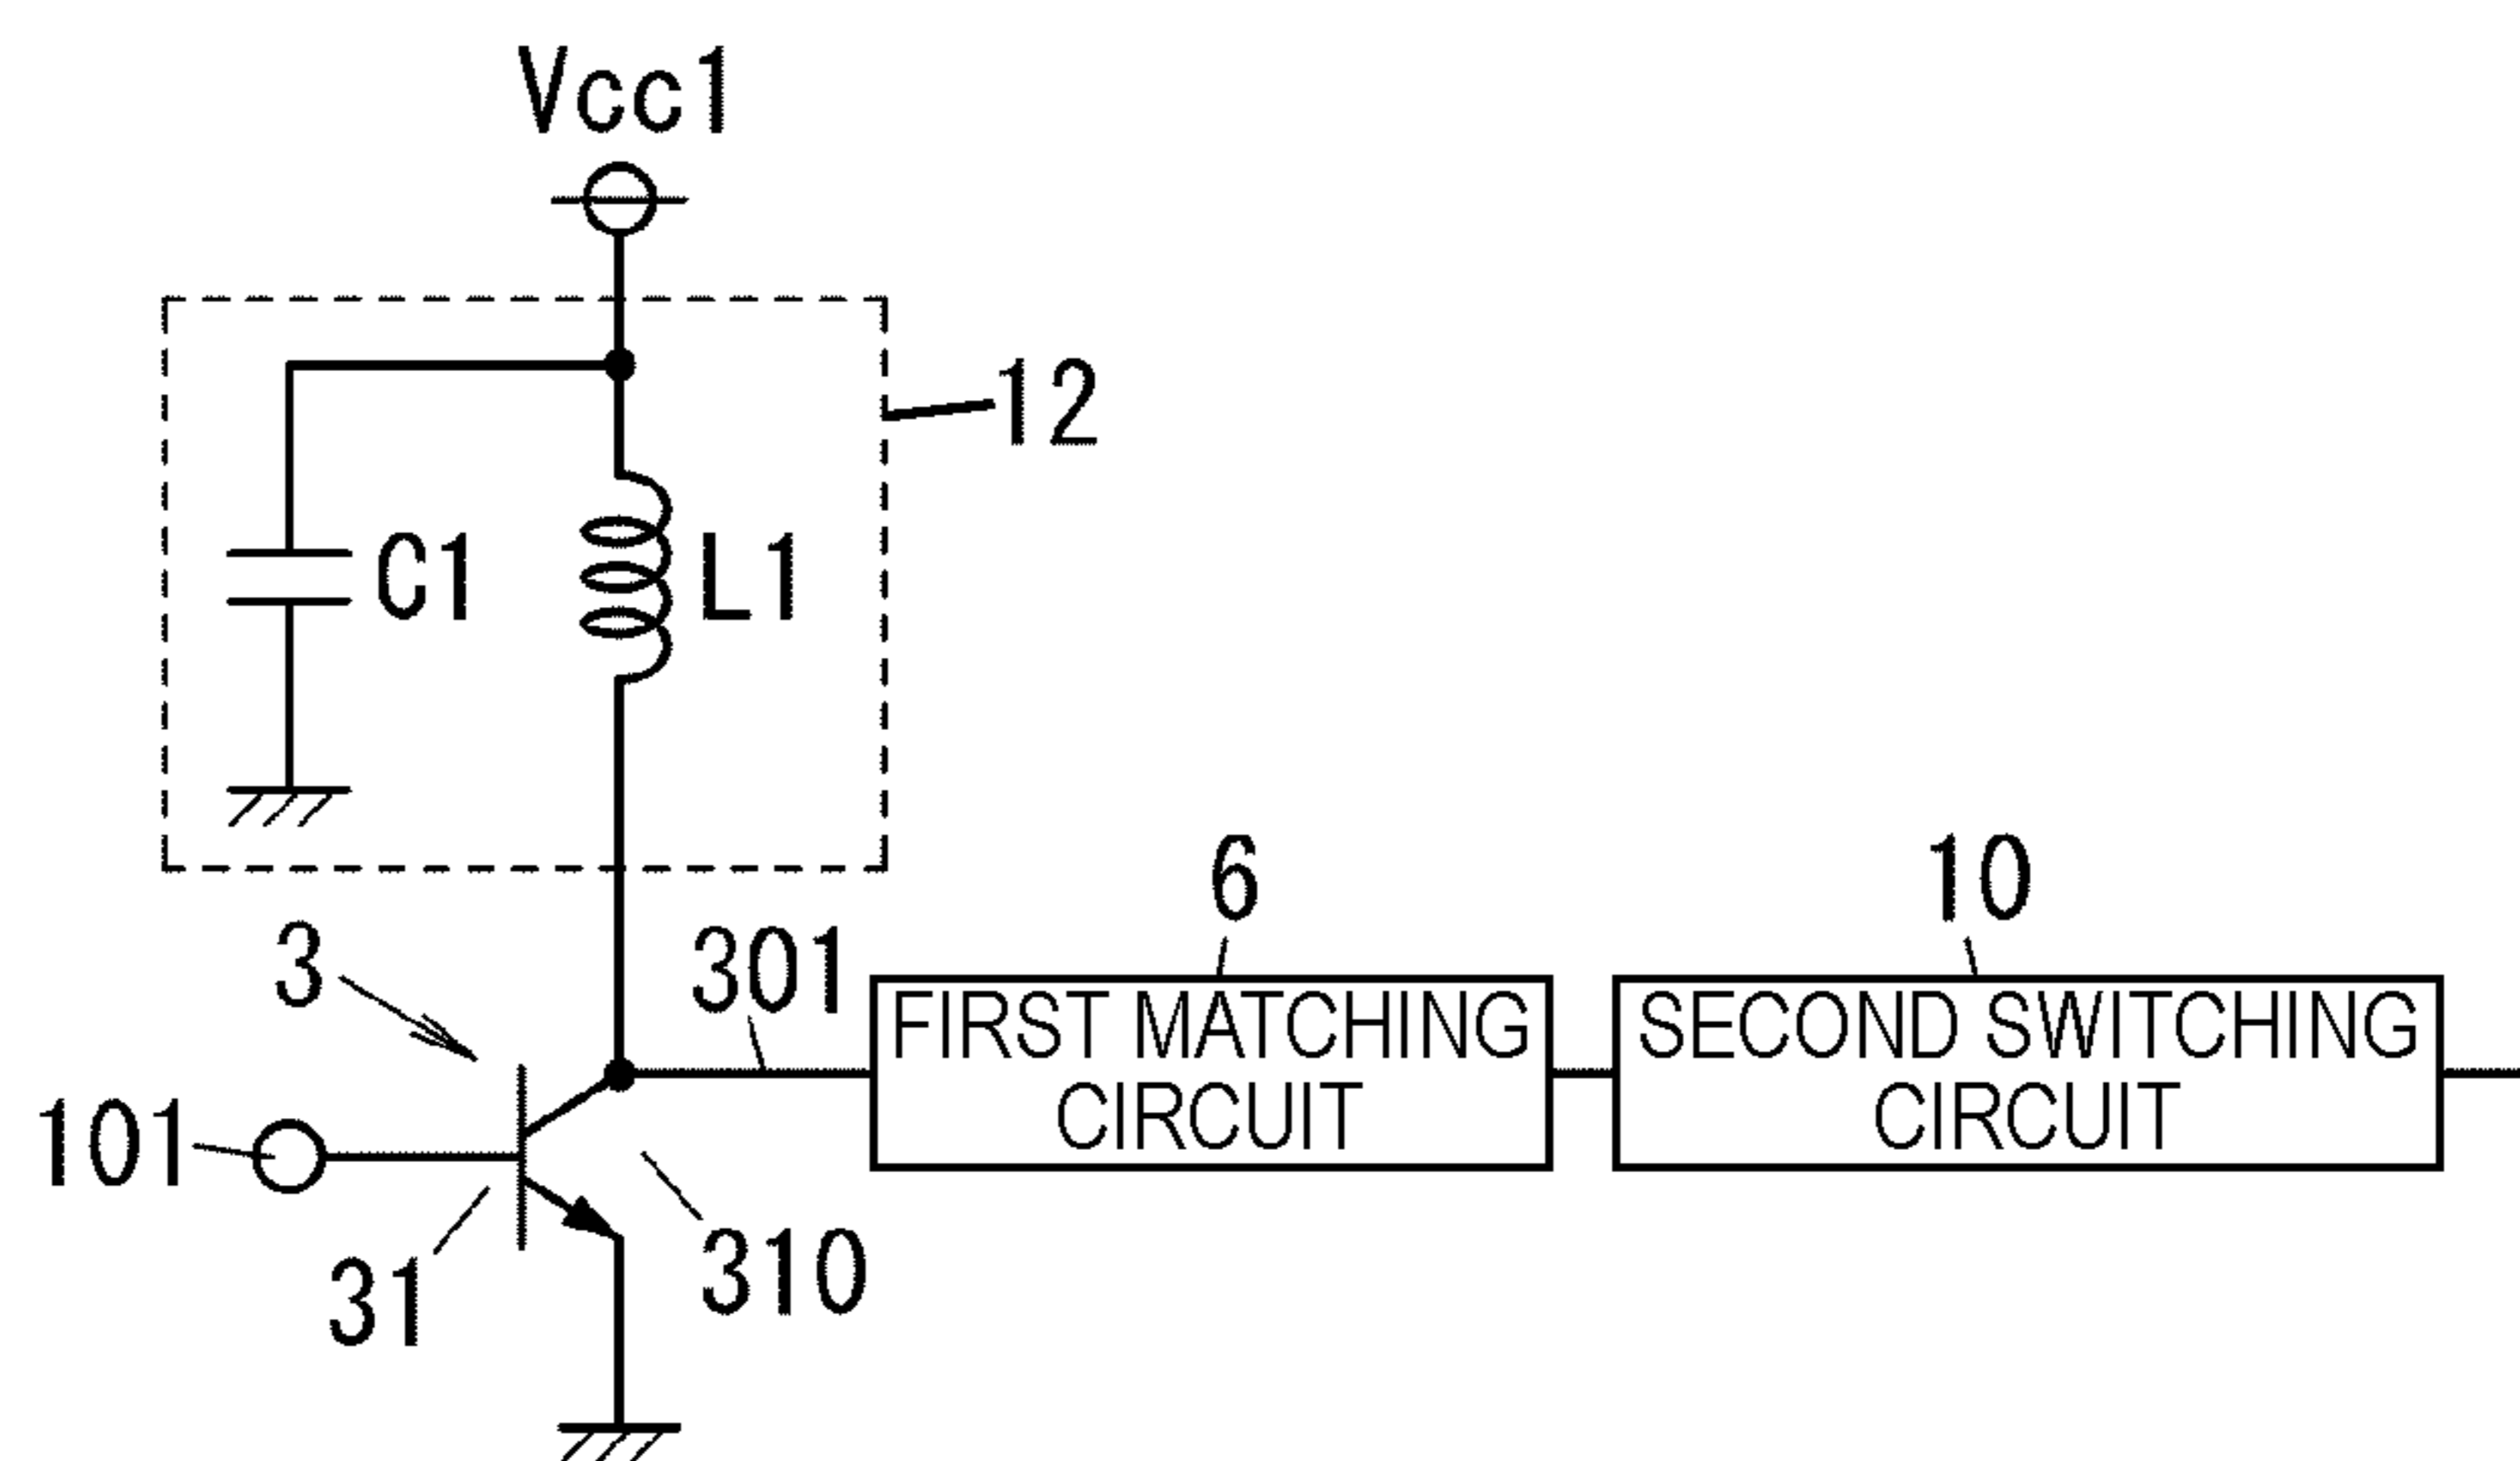 Vcc1
12
C1
L1
6
10
3
301
FIRST MATCHING
CIRCUIT
SECOND SWITCHING
CIRCUIT
101
31
310